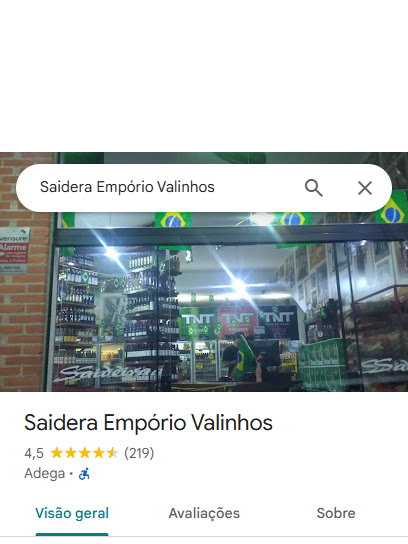 Saidera Empório Valinhos
verisure
Alarme
TNT
TNT
TNT
Saidera
Saidera Empório Valinhos
4,5 (219)
Adega ·
Visão geral Avaliações Sobre